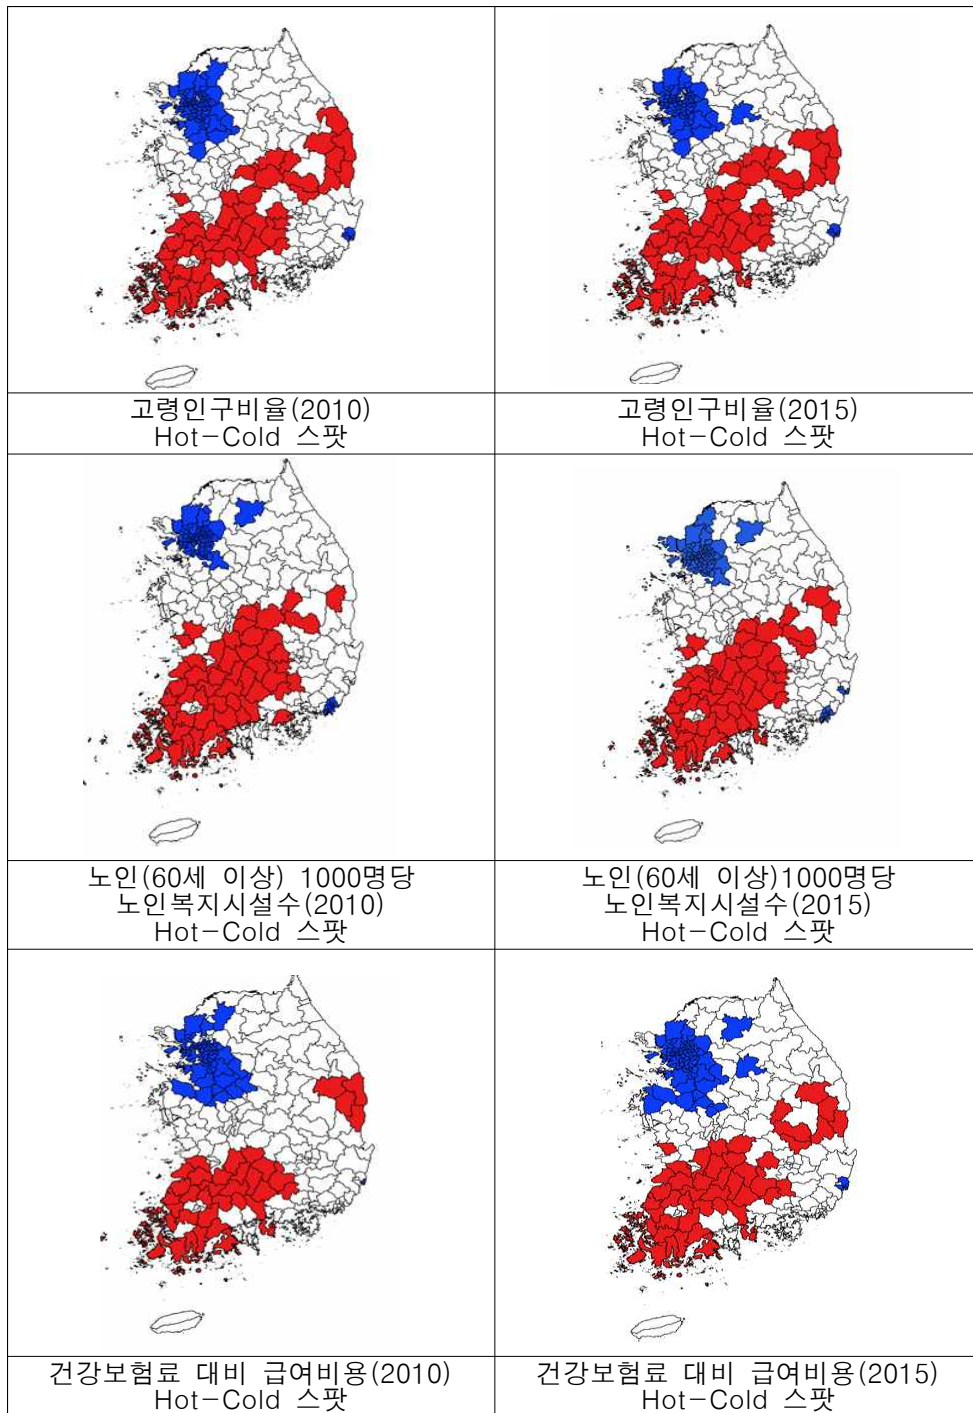 고령인구비율(2010)
Hot-Cold 스팟
고령인구비율(2015)
Hot-Cold 스팟
노인(60세 이상) 1000명당
노인복지시설수(2010)
Hot-Cold 스팟
노인(60세 이상)1000명당
노인복지시설수(2015)
Hot-Cold 스팟
건강보험료 대비 급여비용(2010)
Hot-Cold 스팟
건강보험료 대비 급여비용(2015)
Hot-Cold 스팟